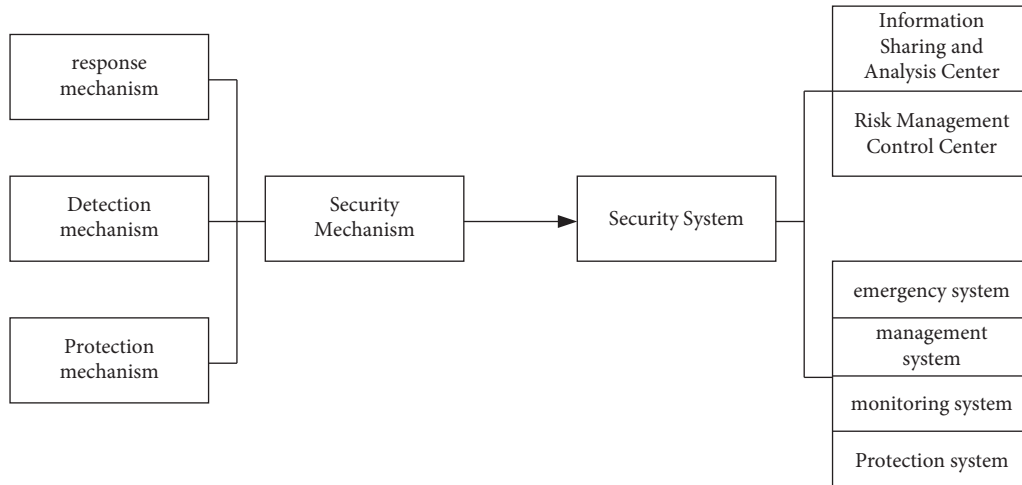 response
mechanism
Detection
mechanism
Protection
mechanism
Security
Mechanism
Security System
Information
Sharing and
Analysis Center
Risk Management
Control Center
emergency system
management
system
monitoring system
Protection system